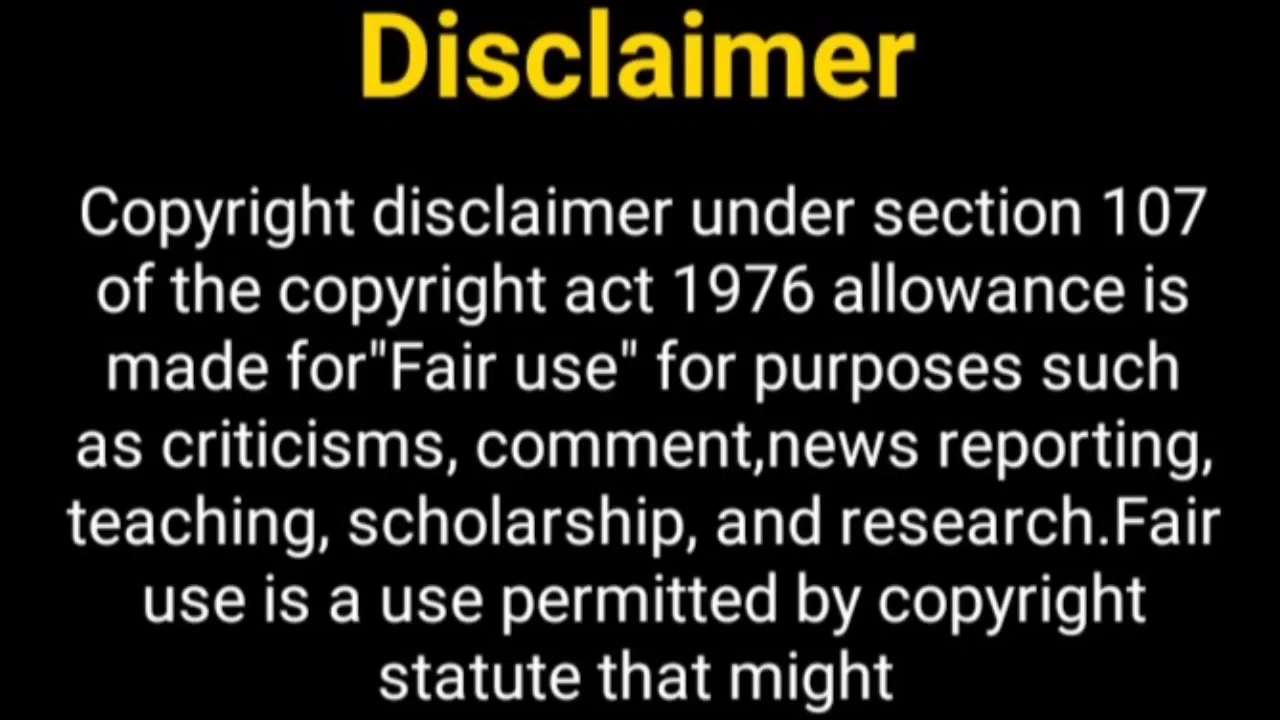 Disclaimer
Copyright disclaimer under section 107
of the copyright act 1976 allowance is
made for"Fair use" for purposes such
as criticisms, comment,news reporting,
teaching, scholarship, and research.Fair
use is a use permitted by copyright
statute that might